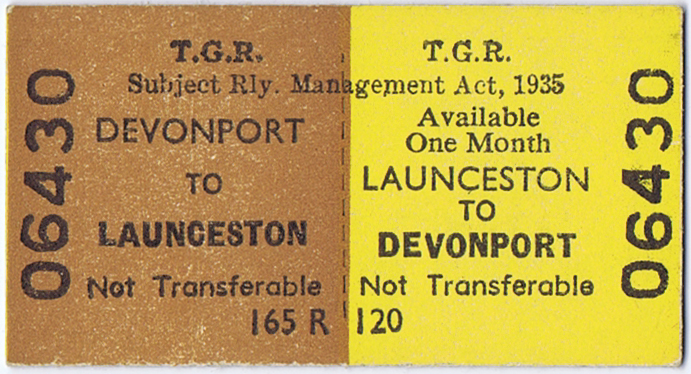 06430
T.G.R. T.G.R.
Subject Rly. Management Act, 1935
DEVONPORT
TO
LAUNCESTON
Not Transferable
165 R
Available
One Month
LAUNCESTON
TO
DEVONPORT
Not Transferable
120
06430